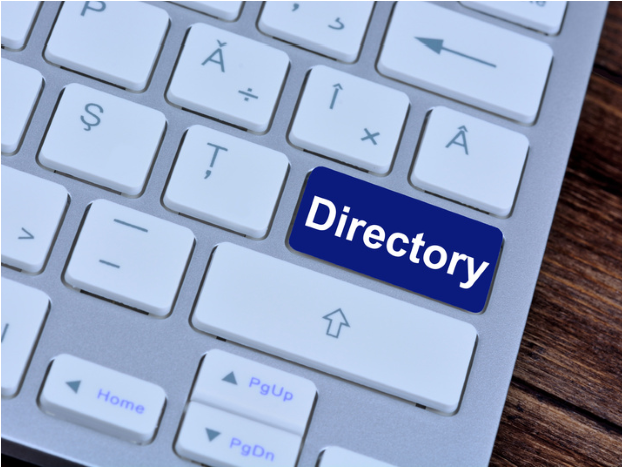 P
Ă
÷
Î
×
Â
Ş
Ț
Directory
>
—
–
Home
PgUp
PgDn